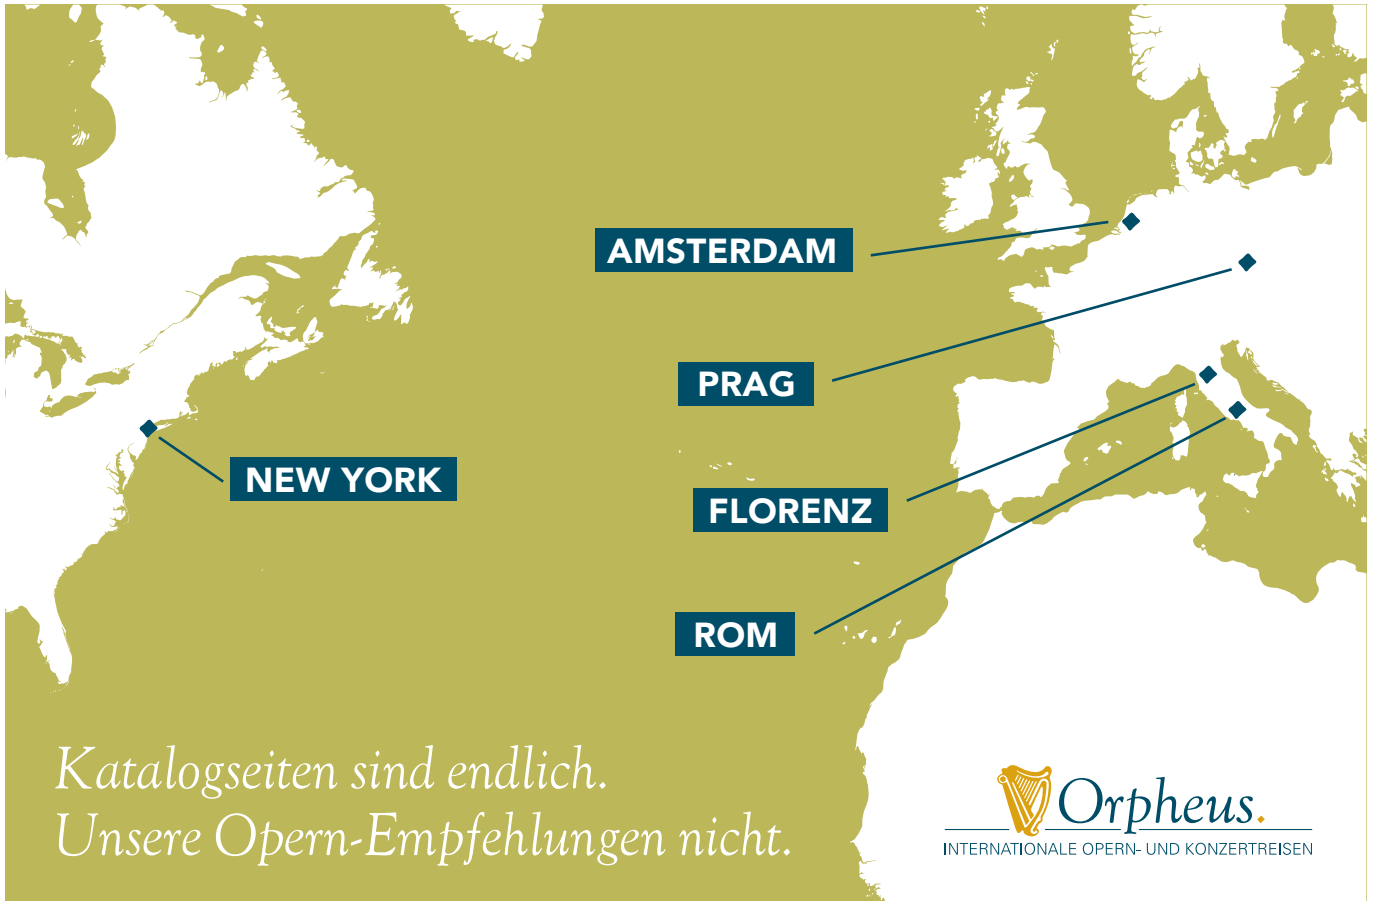 AMSTERDAM
PRAG
NEW YORK
FLORENZ
ROM
Katalogseiten sind endlich.
Unsere Opern-Empfehlungen nicht.
Orpheus.
INTERNATIONALE OPERN- UND KONZERTREISEN